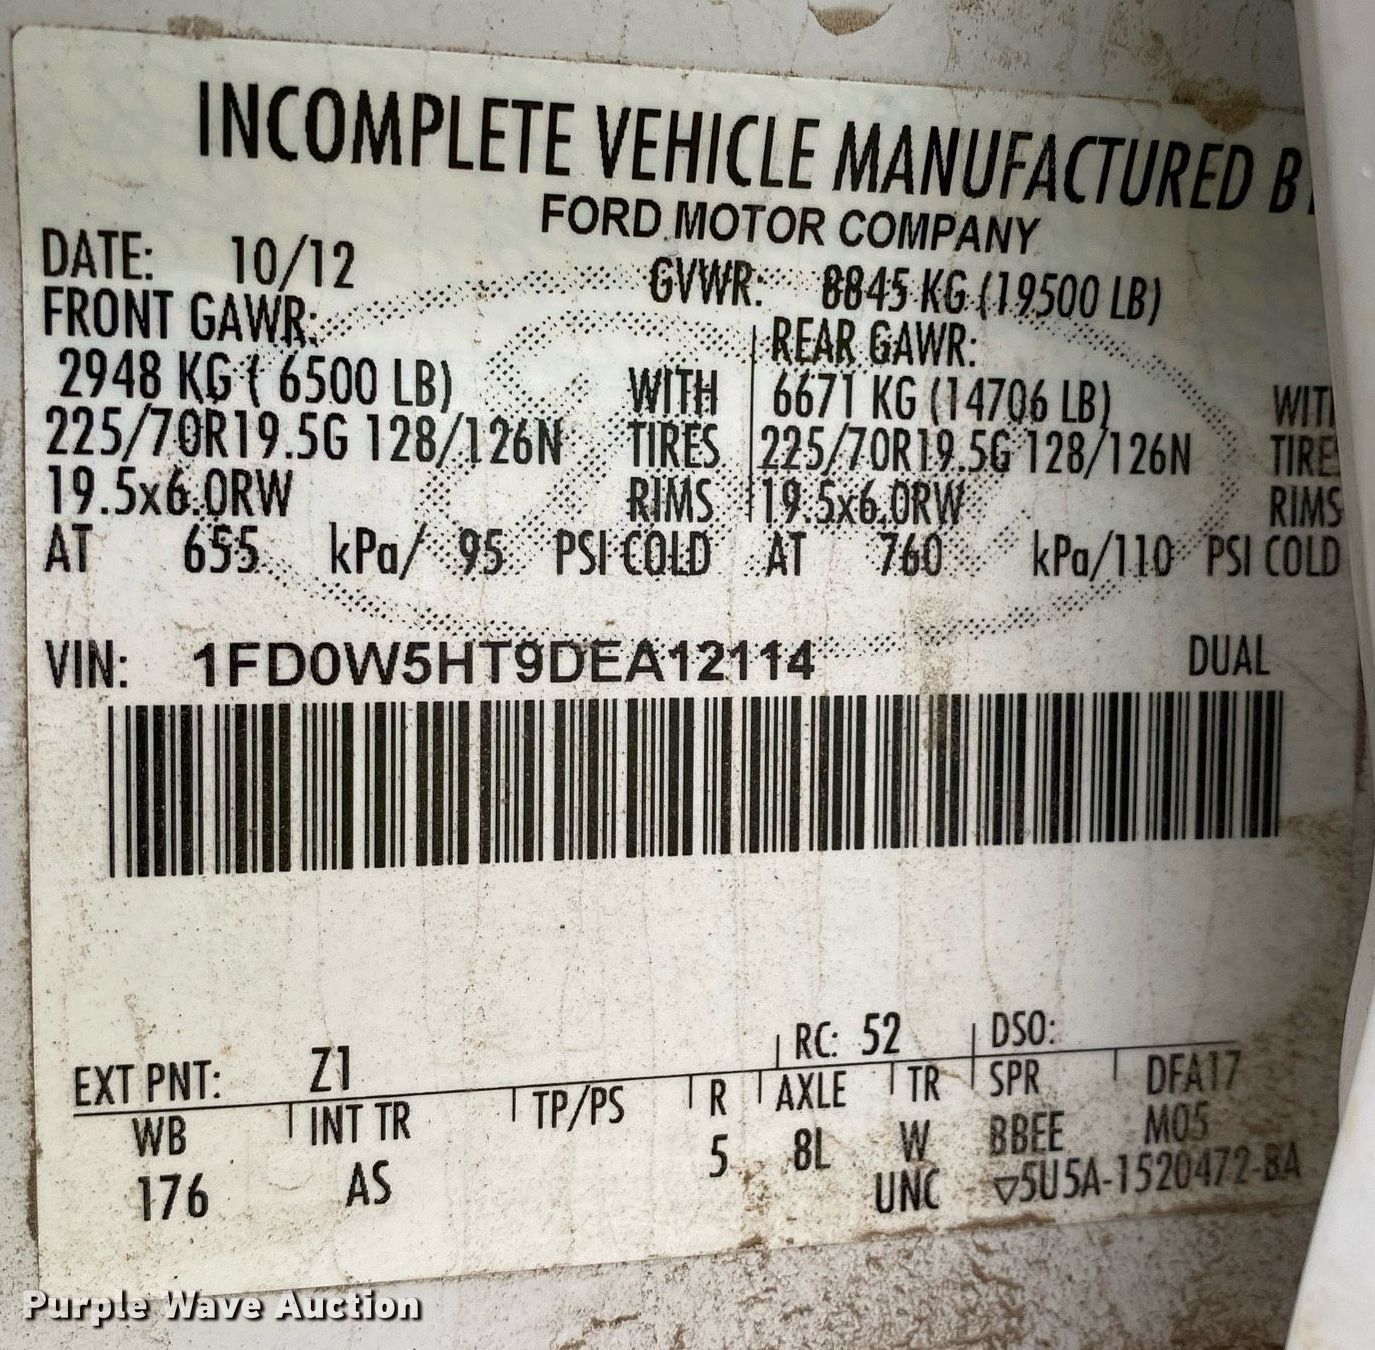 INCOMPLETE VEHICLE MANUFACTURED BY
FORD MOTOR COMPANY
DATE: 10/12 GVWR: 8845 KG (19500 LB)
FRONT GAWR: REAR GAWR:
2948 KG ( 6500 LB) WITH 6671 KG (14706 LB) WITH
225/70R19.5G 128/126N TIRES 225/70R19.5G 128/126N TIRES
19.5x6.0RW RIMS 19.5x6.0RW RIMS
AT 655 kPa/ 95 PSI COLD AT 760 kPa/110 PSI COLD
VIN: 1FD0W5HT9DEA12114 DUAL
EXT PNT: Z1 RC: 52 DSO:
WB INT TR TP/PS R AXLE TR SPR DFA17
176 AS 5 8L W BBEE M05
UNC ▽5U5A-1520472-BA
Purple Wave Auction